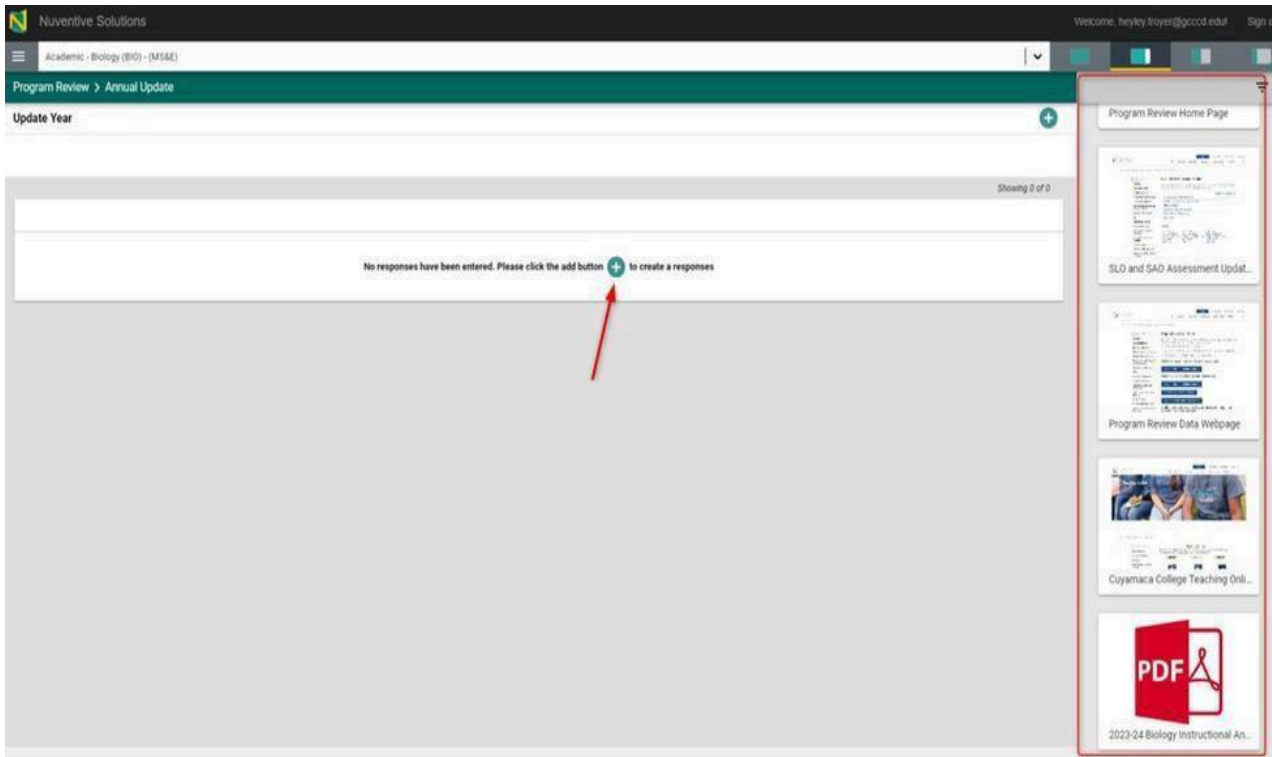 Nuventive Solutions
Welcome, heyley.troyer@gcccd.edu!
Sign
Academic - Biology (BIO) - (MS&E)
Program Review > Annual Update
Update Year
Showing 0 of 0
No responses have been entered. Please click the add button to create a responses
Program Review Home Page
SLO and SAO Assessment Updat...
Program Review Data Webpage
Cuyamaca College Teaching Onli...
PDF
2023-24 Biology Instructional An...